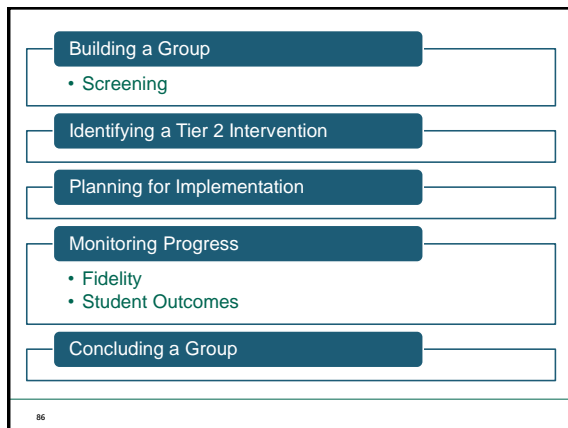 Building a Group
• Screening
Identifying a Tier 2 Intervention
Planning for Implementation
Monitoring Progress
• Fidelity
• Student Outcomes
Concluding a Group
86